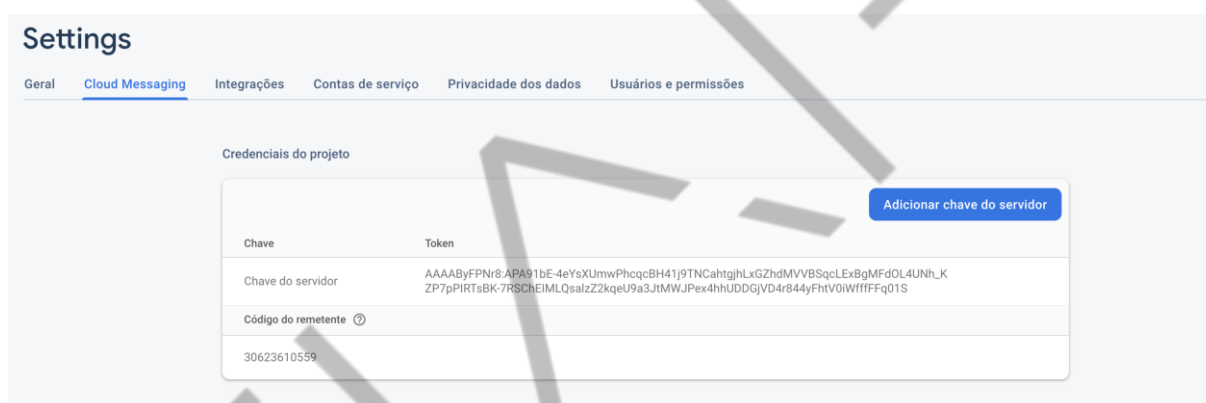 Settings
Geral Cloud Messaging Integrações Contas de serviço Privacidade dos dados Usuários e permissões
Credenciais do projeto
Adicionar chave do servidor
Chave Token
Chave do servidor AAAAByFPNr8:APA91bE-4eYsXUmwPhcqcBH41j9TNCahtgjhLxGZhdMVVBSqcLExBgMFdOL4UNh_K
ZP7pPIRTsBK-7RSChEIMLQsalzZ2kqeU9a3JtMWJPex4hhUDDGjVD4r844yFhtV0iWfffFFq01S
Código do remetente ?
30623610559